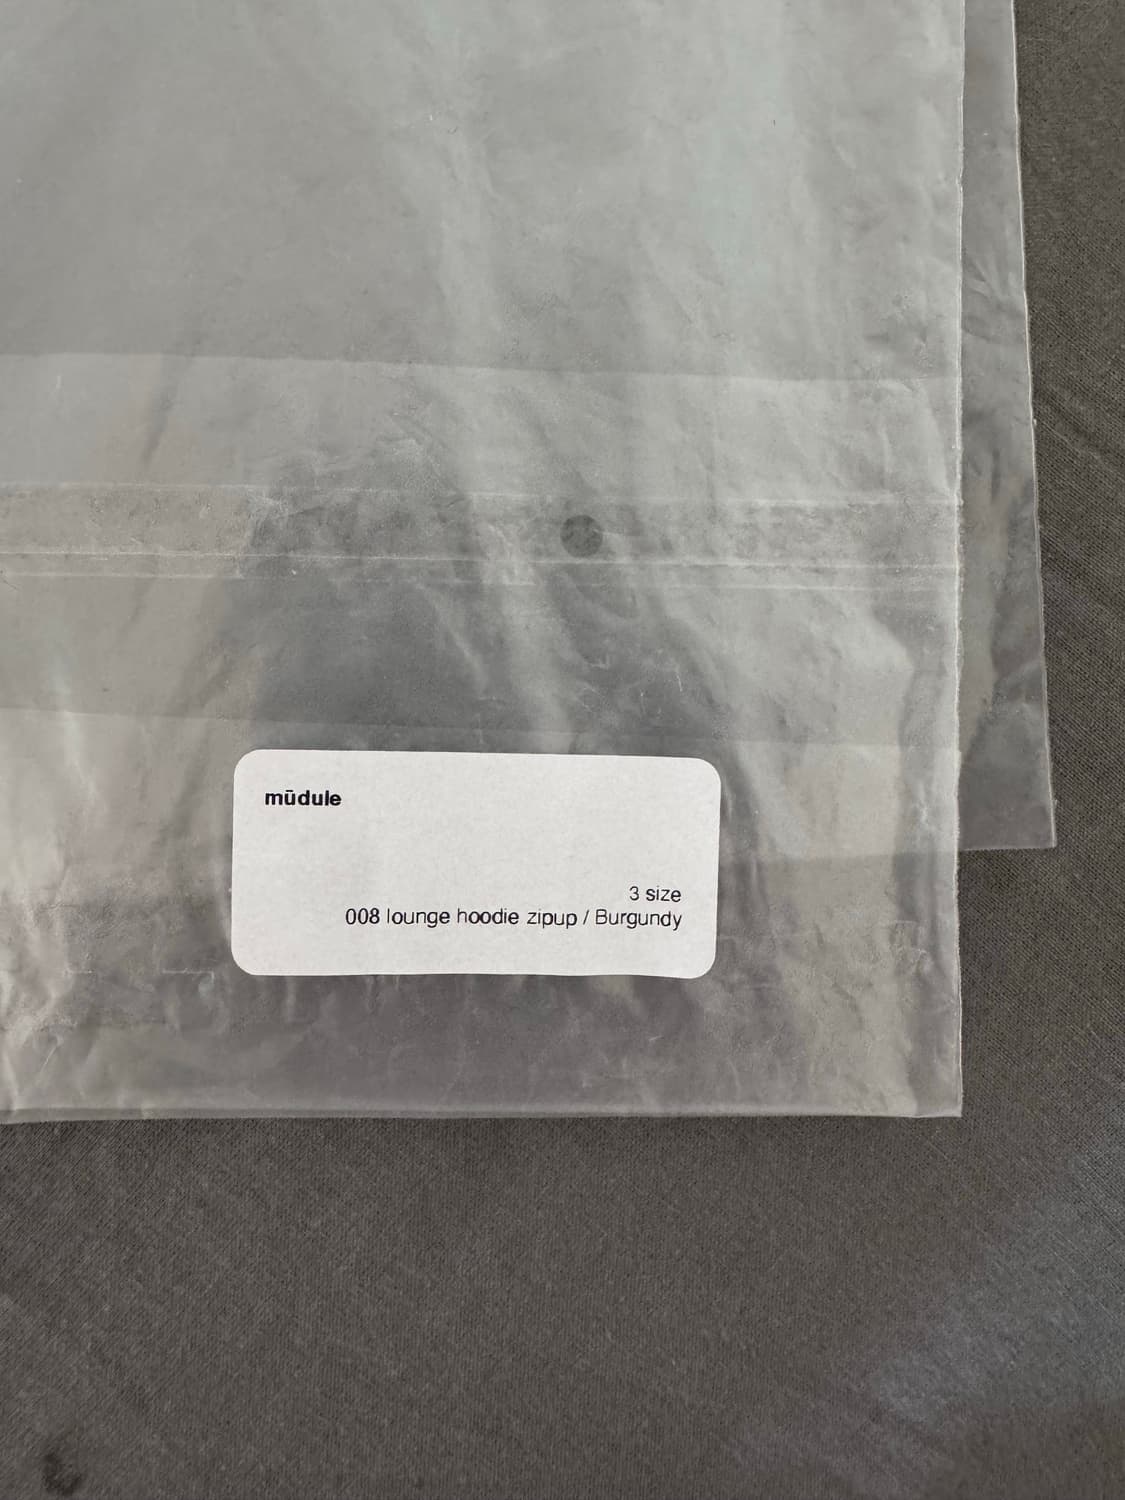 mūdule
3 size
008 lounge hoodie zipup / Burgundy